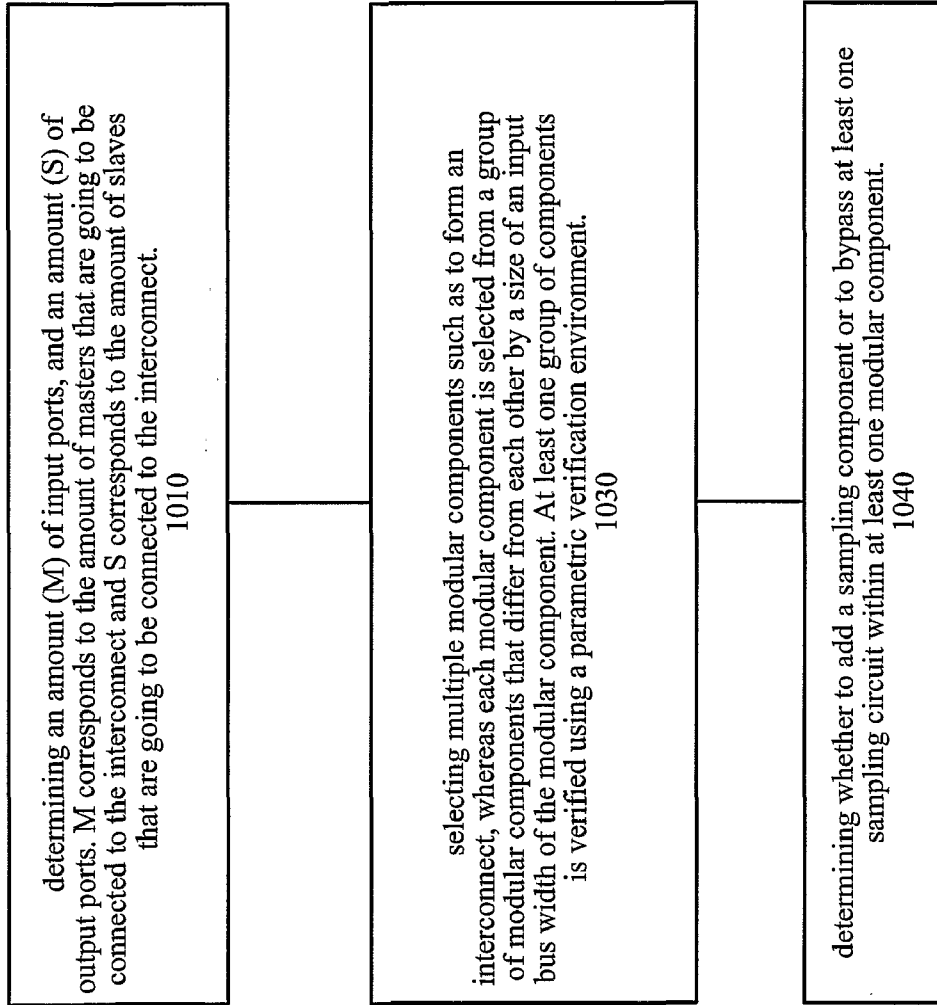 determining an amount (M) of input ports, and an amount (S) of
output ports. M corresponds to the amount of masters that are going to be
connected to the interconnect and S corresponds to the amount of slaves
that are going to be connected to the interconnect.
1010
selecting multiple modular components such as to form an
interconnect, whereas each modular component is selected from a group
of modular components that differ from each other by a size of an input
bus width of the modular component. At least one group of components
is verified using a parametric verification environment.
1030
determining whether to add a sampling component or to bypass at least one
sampling circuit within at least one modular component.
1040